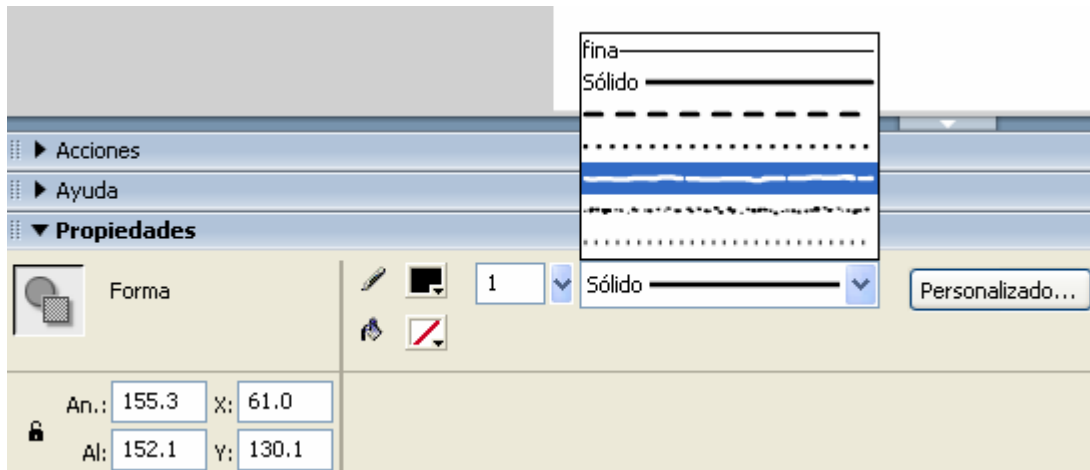 fina
Sólido
Acciones
Ayuda
Propiedades
Forma
1
Sólido
Personalizado...
An.: 155.3 X: 61.0
Al: 152.1 Y: 130.1